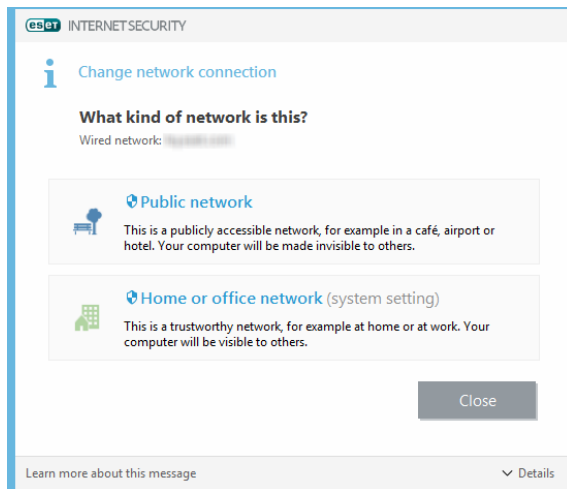 eset INTERNET SECURITY
Change network connection
What kind of network is this?
Wired network:
Public network
This is a publicly accessible network, for example in a café, airport or
hotel. Your computer will be made invisible to others.
Home or office network (system setting)
This is a trustworthy network, for example at home or at work. Your
computer will be visible to others.
Close
Learn more about this message
Details